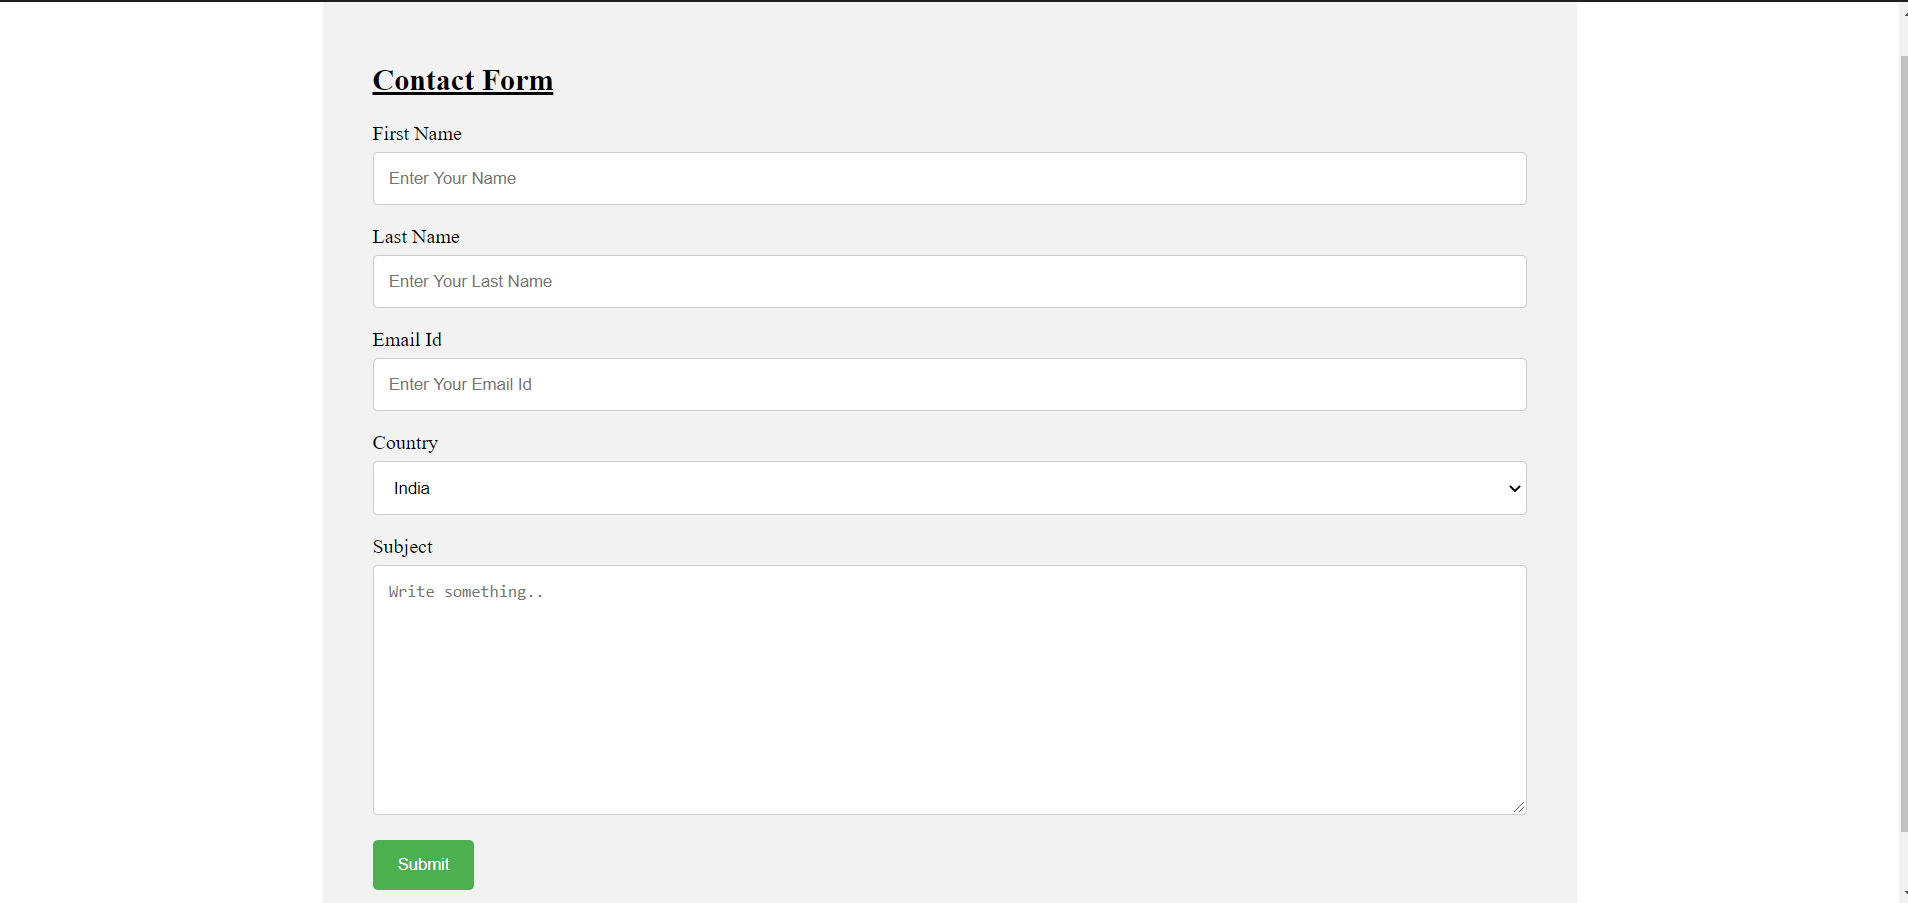 Contact Form
First Name
Enter Your Name
Last Name
Enter Your Last Name
Email Id
Enter Your Email Id
Country
India
Subject
Write something..
Submit